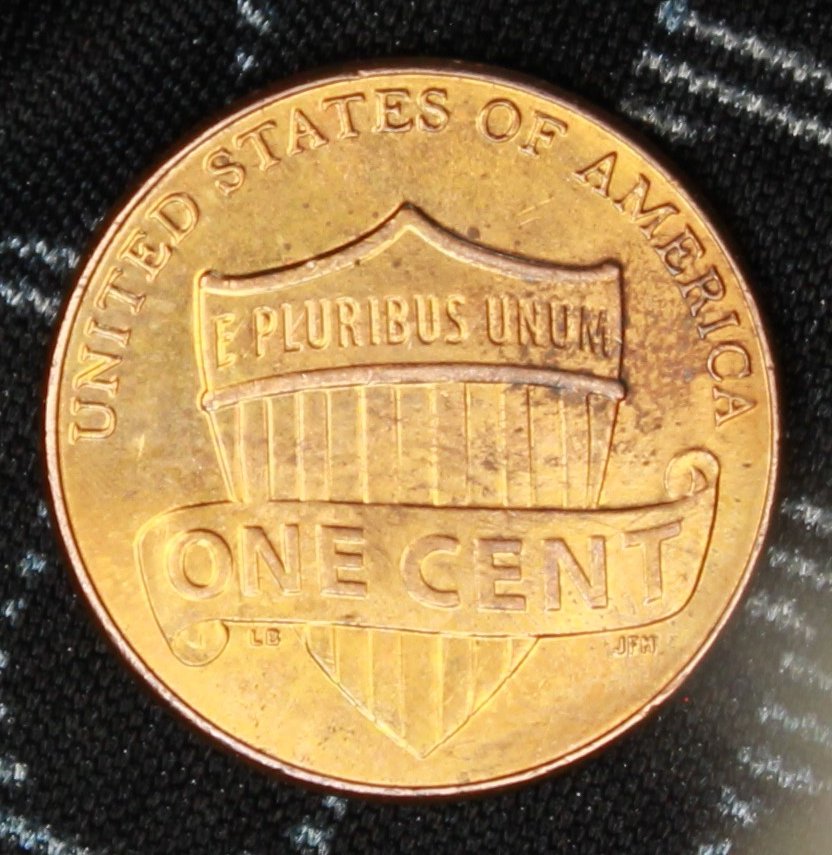 UNITED STATES OF AMERICA
E PLURIBUS UNUM
ONE CENT
LB JFM